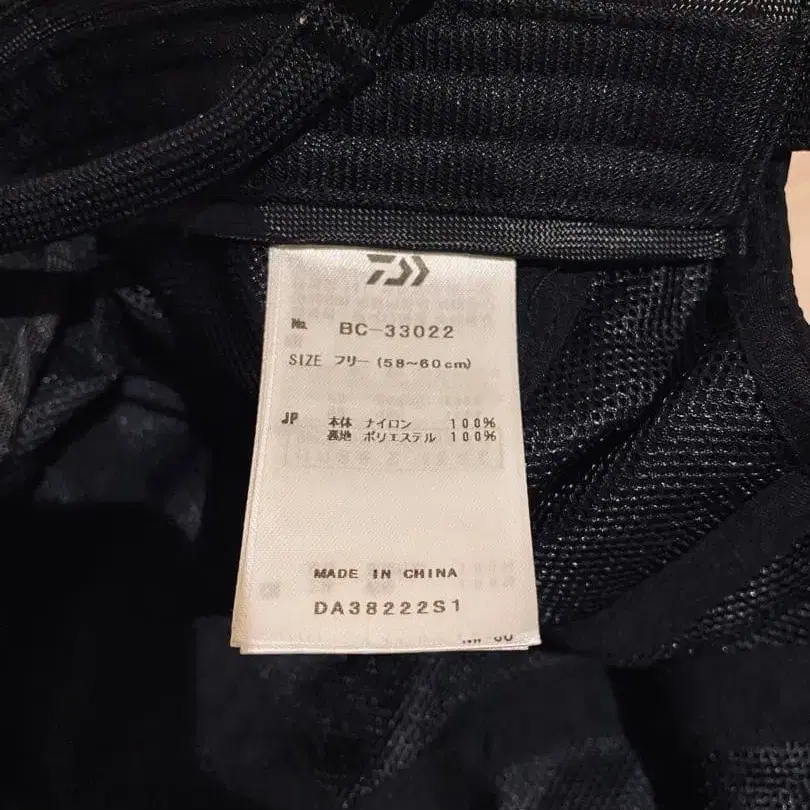 No. BC-33022
SIZE フリー (58~60cm)
JP 本体 ナイロン 100%
裏地 ポリエステル 100%
MADE IN CHINA
DA38222S1